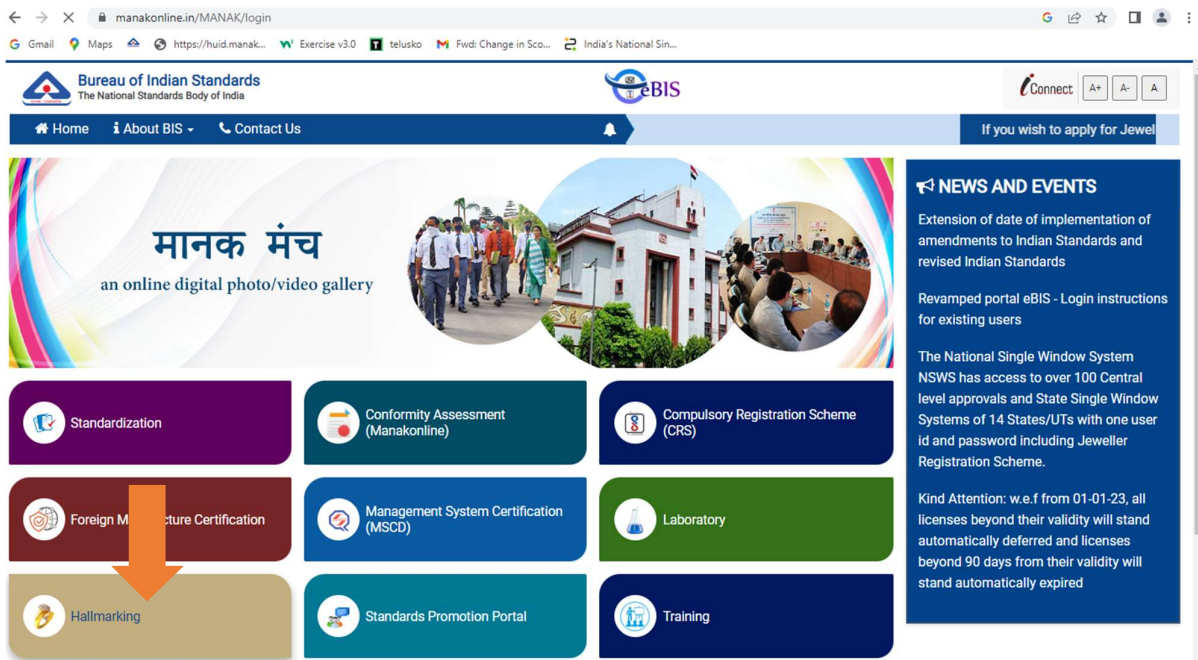 manakonline.in/MANAK/login
Gmail Maps https://huid.manak... Exercise v3.0 telusko Fwd: Change in Sco... India's National Sin...
Bureau of Indian Standards
The National Standards Body of India
eBIS
iConnect A+ A- A
Home About BIS Contact Us
If you wish to apply for Jewel
मानक मंच
an online digital photo/video gallery
NEWS AND EVENTS
Extension of date of implementation of
amendments to Indian Standards and
revised Indian Standards
Revamped portal eBIS - Login instructions
for existing users
The National Single Window System
NSWS has access to over 100 Central
level approvals and State Single Window
Systems of 14 States/UTs with one user
id and password including Jeweller
Registration Scheme.
Kind Attention: w.e.f from 01-01-23, all
licenses beyond their validity will stand
automatically deferred and licenses
beyond 90 days from their validity will
stand automatically expired
Standardization
Conformity Assessment
(Manakonline)
Compulsory Registration Scheme
(CRS)
Foreign M cture Certification
Management System Certification
(MSCD)
Laboratory
Hallmarking
Standards Promotion Portal
Training